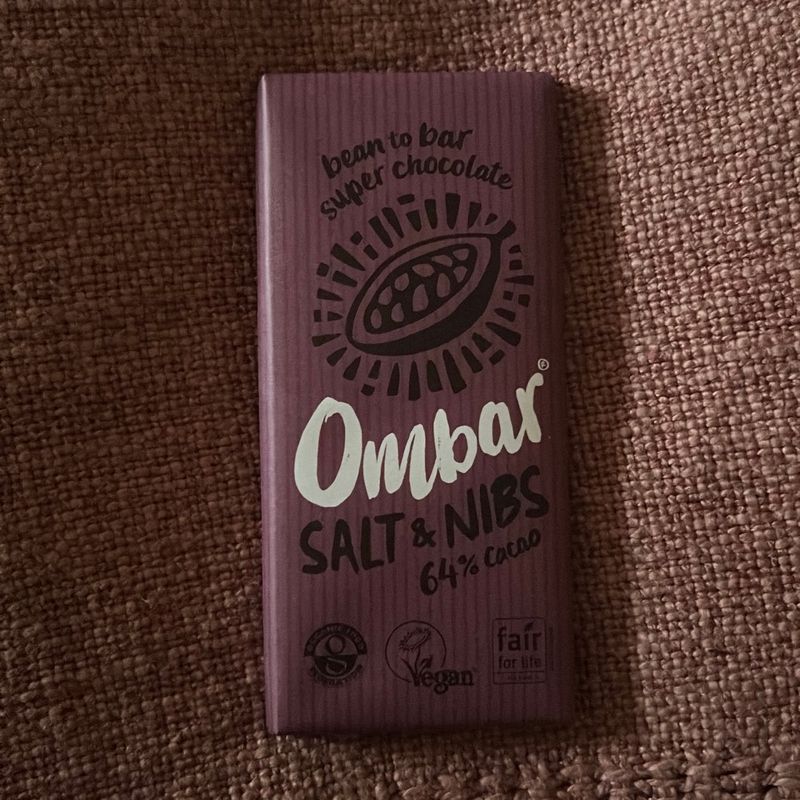 bean to bar
super chocolate
Ombar®
SALT & NIBS
64% cacao
Vegan
fair
for life